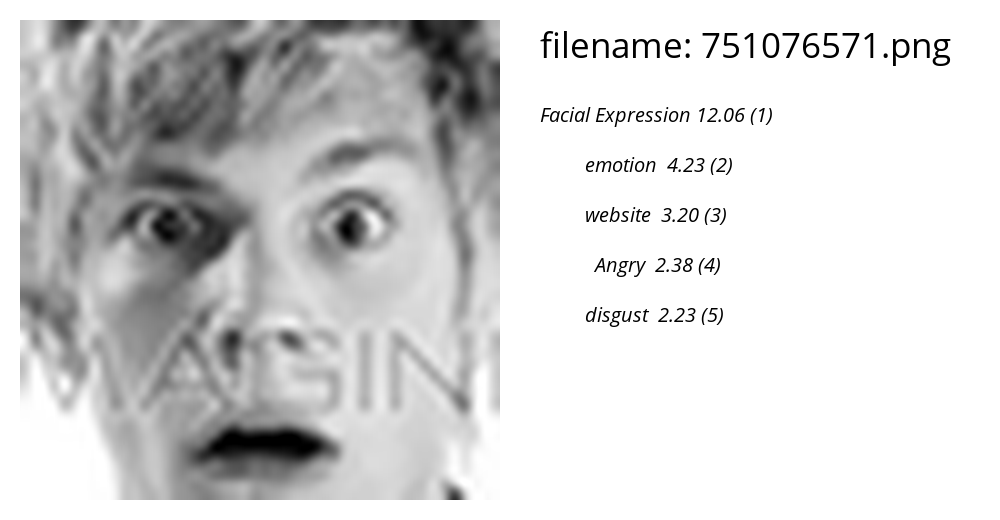 filename: 751076571.png
Facial Expression 12.06 (1)
emotion 4.23 (2)
website 3.20 (3)
Angry 2.38 (4)
disgust 2.23 (5)